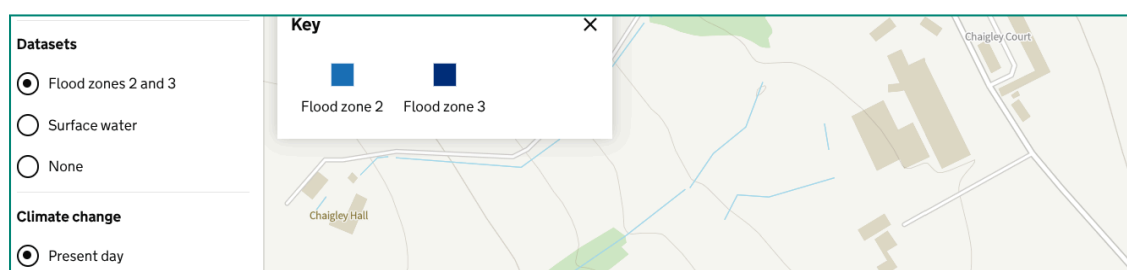 Datasets
Flood zones 2 and 3
Surface water
None
Climate change
Present day
Key
Flood zone 2
Flood zone 3
Chaigley Court
Chaigley Hall